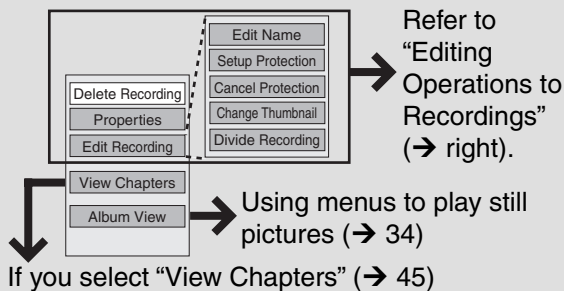 Edit Name
Setup Protection
Cancel Protection
Change Thumbnail
Divide Recording
Delete Recording
Properties
Edit Recording
View Chapters
Album View
Refer to
“Editing
Operations to
Recordings”
(➔ right).
Using menus to play still
pictures (➔ 34)
If you select “View Chapters” (➔ 45)